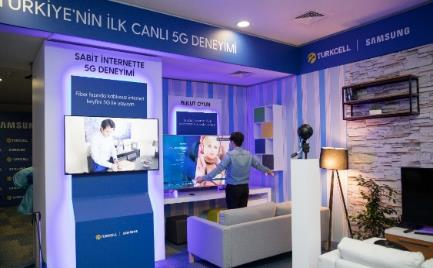 TÜRKİYE'NİN İLK CANLI 5G DENEYİMİ
TURKCELL | SAMSUNG
SABİT İNTERNETTE
5G DENEYİMİ
Fiber hızında kablosuz internet
keyfini 5G ile yaşayın
BULUT OYUN
SAMSUNG
TURKCELL | SAMSUNG